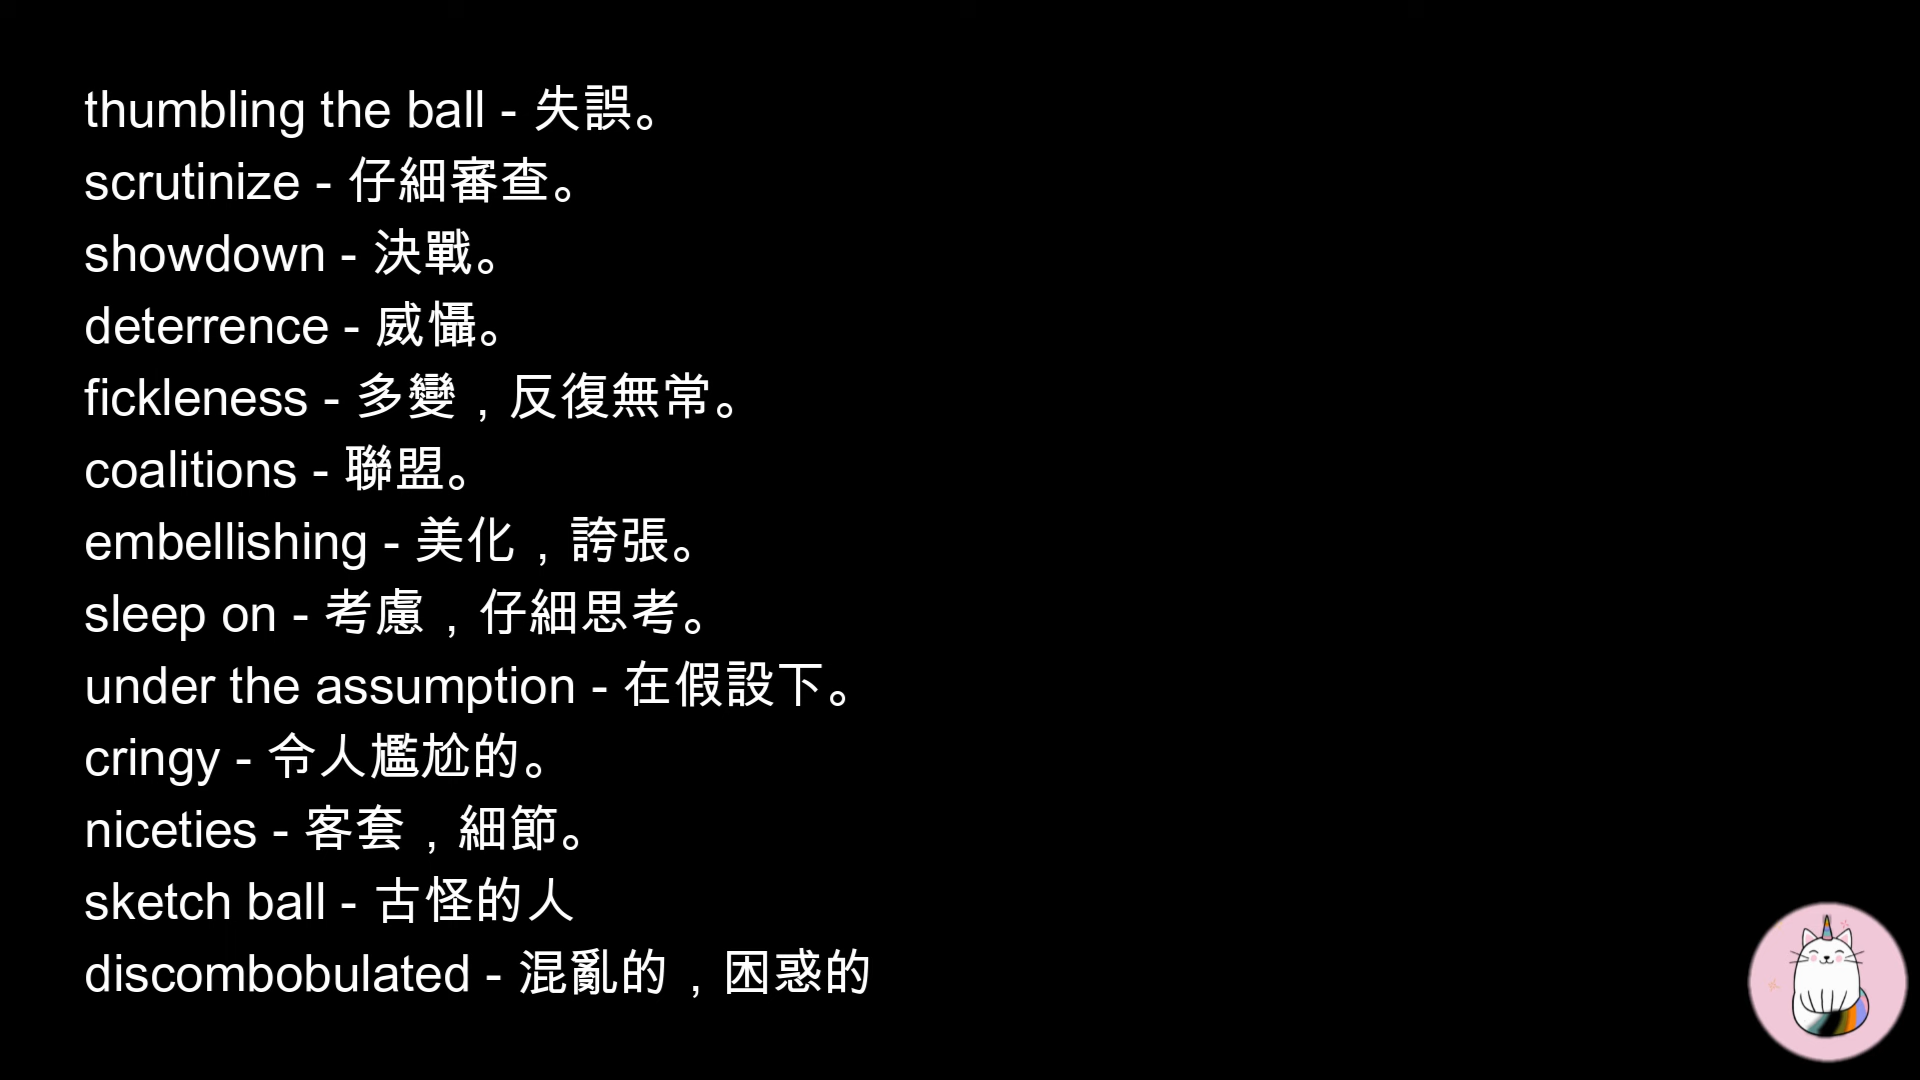 thumbling the ball - 失誤。
scrutinize - 仔細審查。
showdown - 決戰。
deterrence - 威懾。
fickleness - 多變，反復無常。
coalitions - 聯盟。
embellishing - 美化，誇張。
sleep on - 考慮，仔細思考。
under the assumption - 在假設下。
cringy - 令人尷尬的。
niceties - 客套，細節。
sketch ball - 古怪的人
discombobulated - 混亂的，困惑的